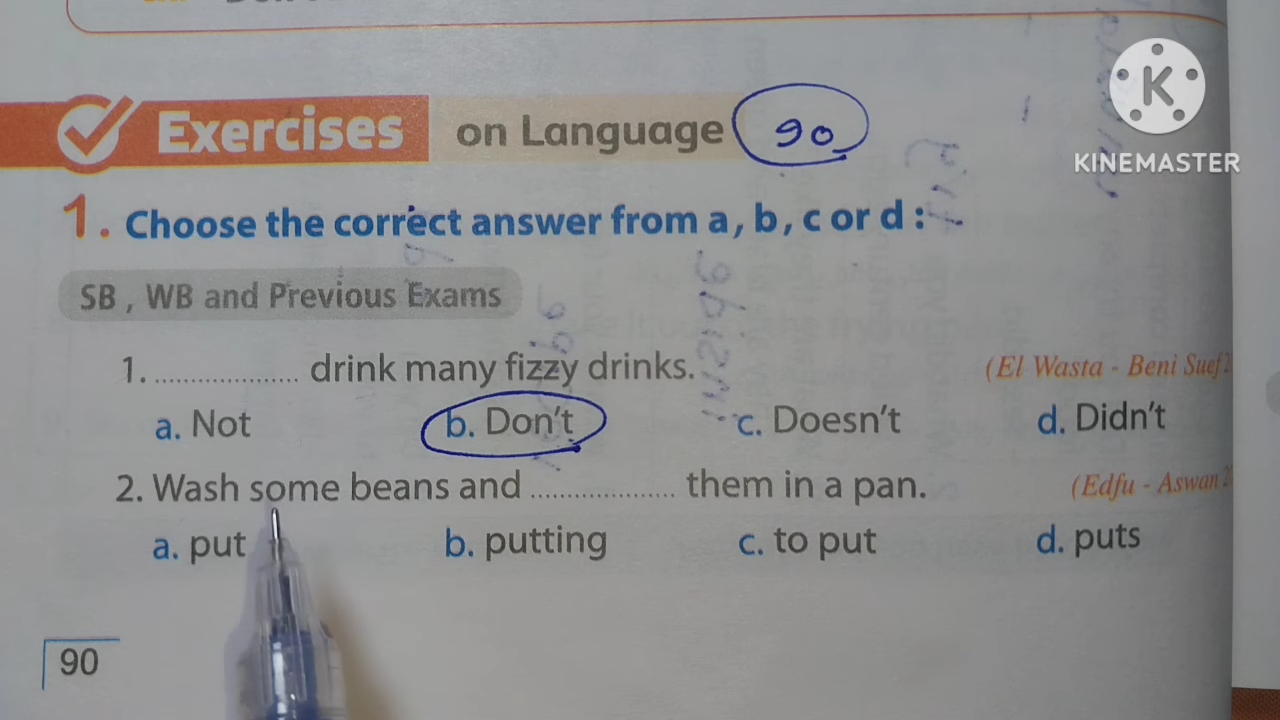 Exercises on Language 90
KINEMASTER
1. Choose the correct answer from a, b, c or d :
SB , WB and Previous Exams
1. .................... drink many fizzy drinks. (El Wasta - Beni Suef
a. Not b. Don't c. Doesn't d. Didn't
2. Wash some beans and .................... them in a pan. (Edfu - Aswan
a. put b. putting c. to put d. puts
90